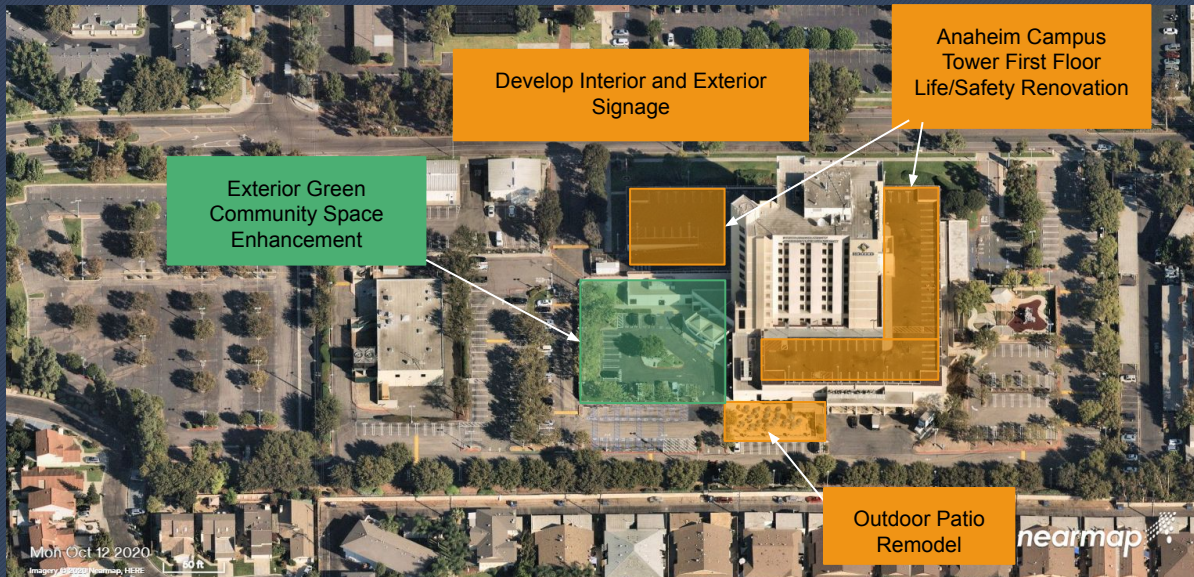 Develop Interior and Exterior
Signage
Anaheim Campus
Tower First Floor
Life/Safety Renovation
Exterior Green
Community Space
Enhancement
Outdoor Patio
Remodel
Mon Oct 12 2020
50 ft
nearmap